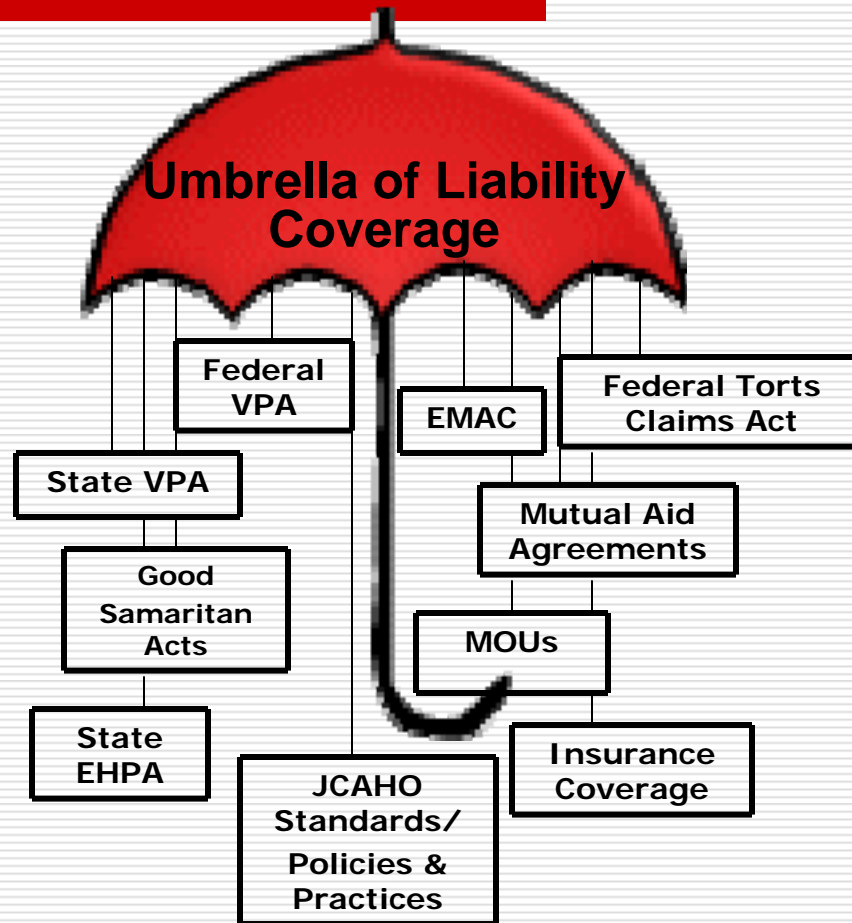 Umbrella of Liability
Coverage
Federal
VPA
EMAC
Federal Torts
Claims Act
State VPA
Mutual Aid
Agreements
Good
Samaritan
Acts
MOUs
State
EHPA
Insurance
Coverage
JCAHO
Standards/
Policies &
Practices